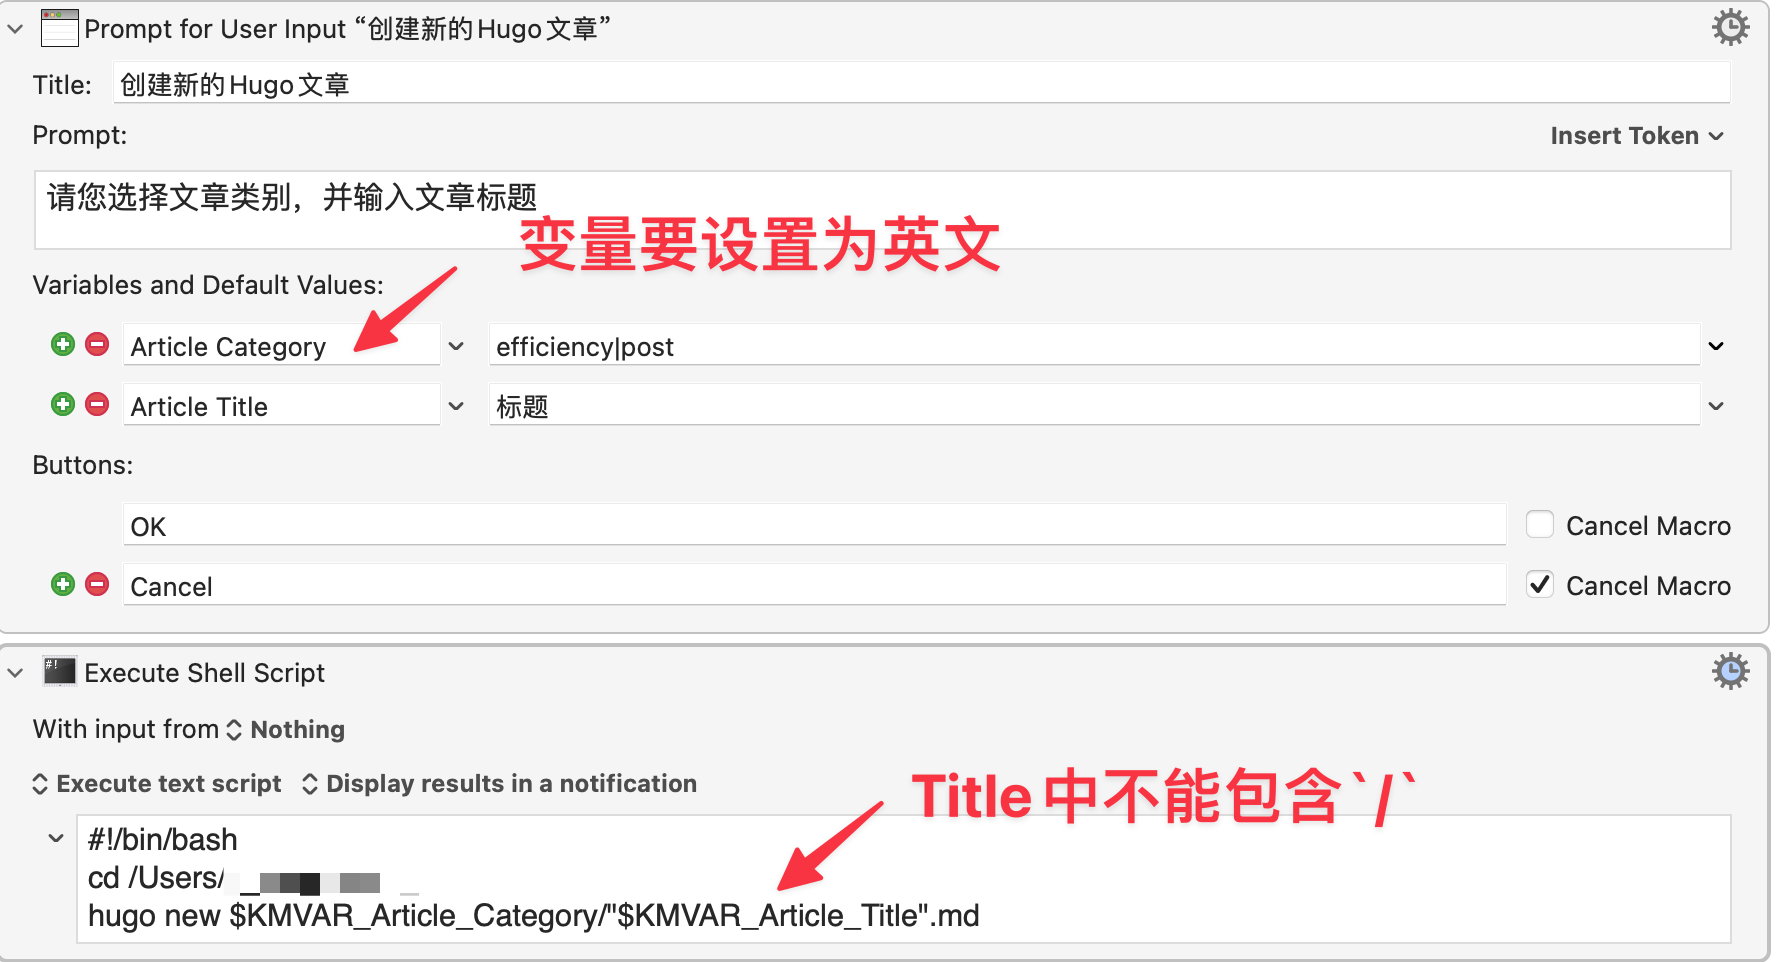 Prompt for User Input “创建新的Hugo文章”
Title: 创建新的Hugo文章
Prompt: Insert Token
请您选择文章类别，并输入文章标题
变量要设置为英文
Variables and Default Values:
Article Category efficiency|post
Article Title 标题
Buttons:
OK Cancel Macro
Cancel Cancel Macro
Execute Shell Script
With input from Nothing
Execute text script Display results in a notification
Title中不能包含`/`
#!/bin/bash
cd /Users/
hugo new $KMVAR_Article_Category/"$KMVAR_Article_Title".md